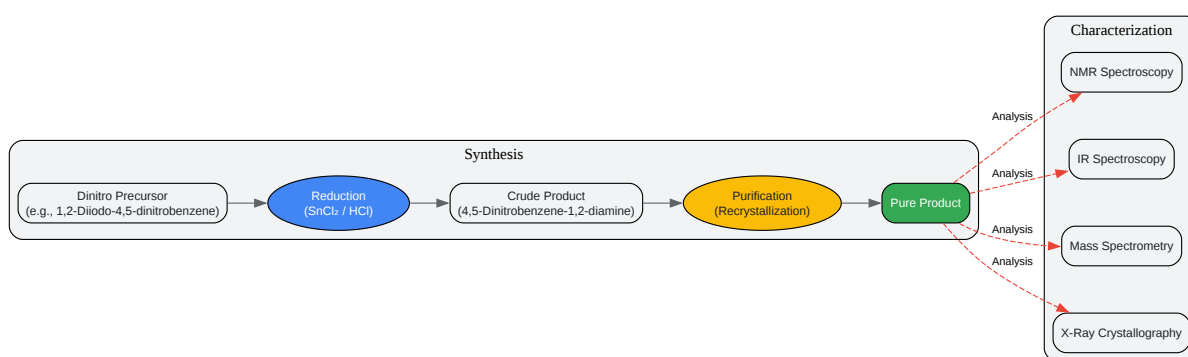 Characterization
NMR Spectroscopy
Analysis
Synthesis
IR Spectroscopy
Analysis
Dinitro Precursor
(e.g., 1,2-Diiodo-4,5-dinitrobenzene)
Reduction
(SnCl₂ / HCl)
Crude Product
(4,5-Dinitrobenzene-1,2-diamine)
Purification
(Recrystallization)
Pure Product
Analysis
Mass Spectrometry
Analysis
X-Ray Crystallography